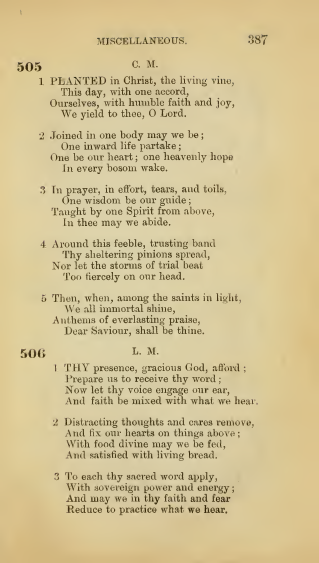 MISCELLANEOUS. 387
505 C. M.
1 PLANTED in Christ, the living vine,
This day, with one accord,
Ourselves, with humble faith and joy,
We yield to thee, O Lord.
2 Joined in one body may we be;
One inward life partake;
One be our heart; one heavenly hope
In every bosom wake.
3 In prayer, in effort, tears, and toils,
One wisdom be our guide;
Taught by one Spirit from above,
In thee may we abide.
4 Around this feeble, trusting band
Thy sheltering pinions spread,
Nor let the storms of trial beat
Too fiercely on our head.
5 Then, when, among the saints in light,
We all immortal shine,
Anthems of everlasting praise,
Dear Saviour, shall be thine.
506 L. M.
1 THY presence, gracious God, afford;
Prepare us to receive thy word;
Now let thy voice engage our ear,
And faith be mixed with what we hear.
2 Distracting thoughts and cares remove,
And fix our hearts on things above;
With food divine may we be fed,
And satisfied with living bread.
3 To each thy sacred word apply,
With sovereign power and energy;
And may we in thy faith and fear
Reduce to practice what we hear.